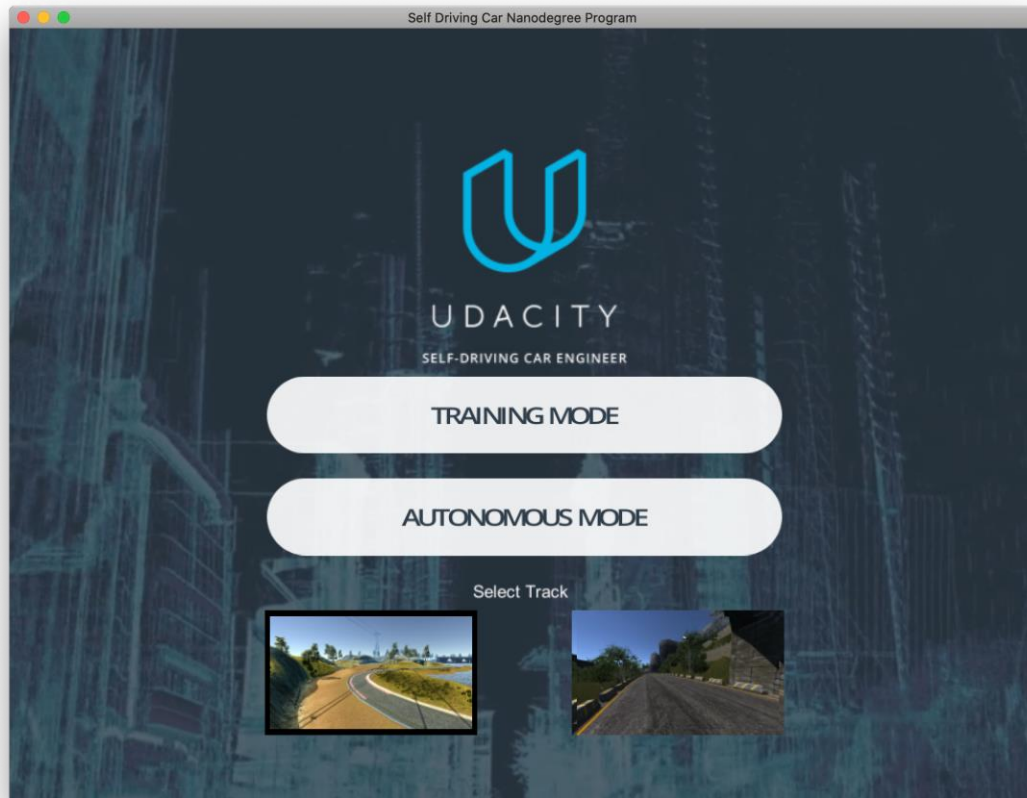 Self Driving Car Nanodegree Program
UDACITY
SELF-DRIVING CAR ENGINEER
TRAINING MODE
AUTONOMOUS MODE
Select Track